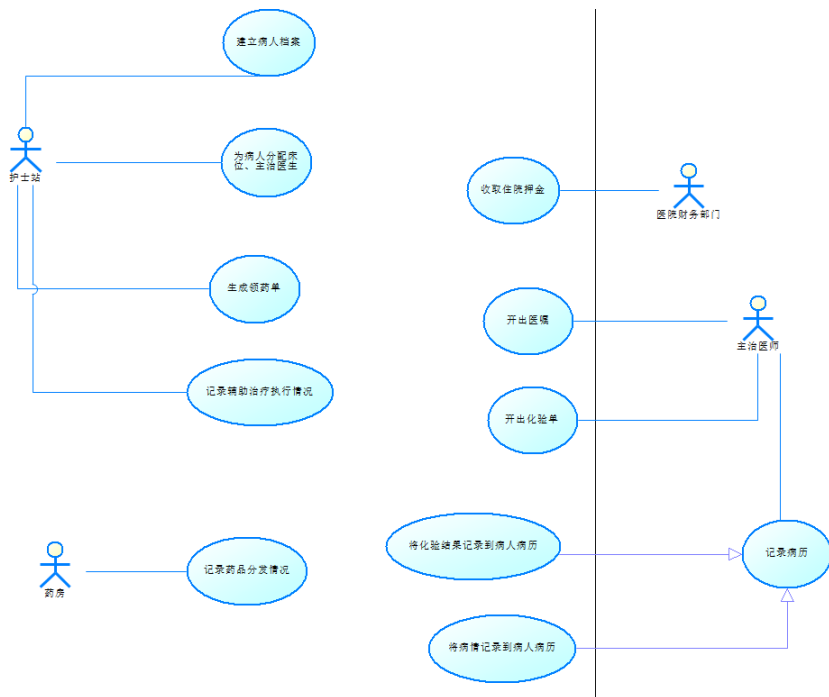 建立病人档案
护士站
为病人分配床
位、主治医生
收取住院押金
医院财务部门
生成领药单
开出医嘱
主治医师
记录辅助治疗执行情况
开出化验单
将化验结果记录到病人病历
记录病历
药房
记录药品分发情况
将病情记录到病人病历